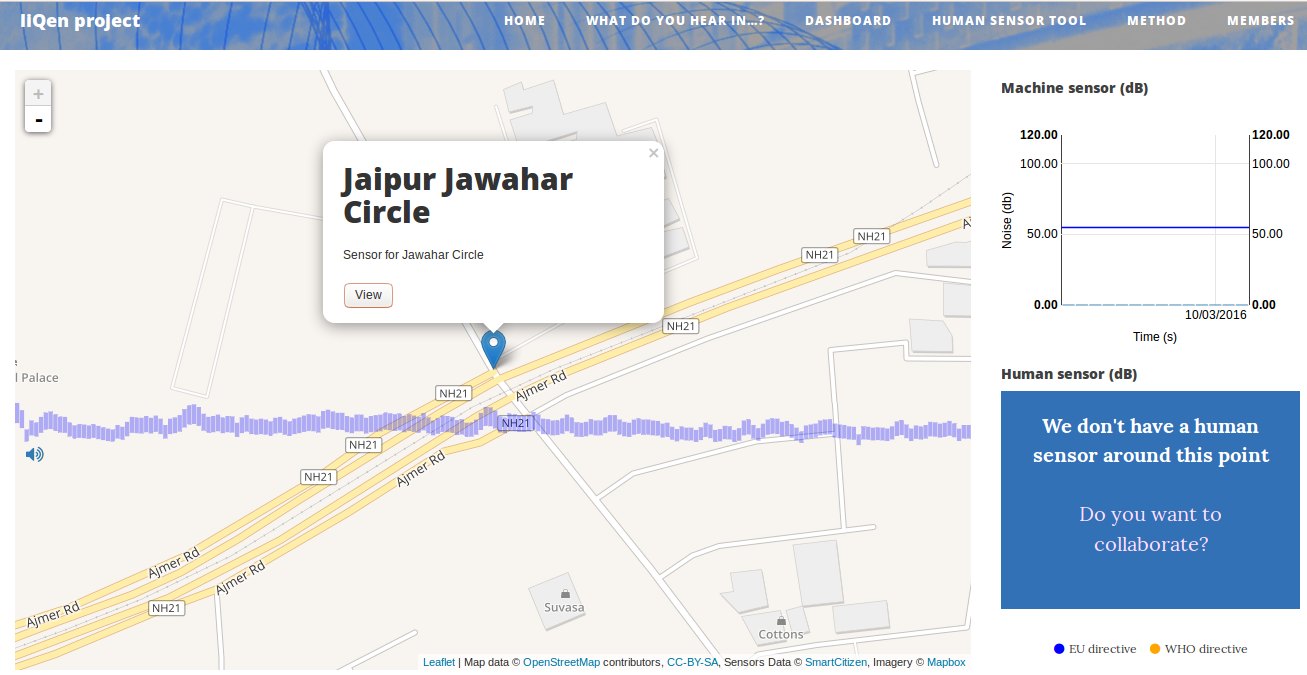 IIQen project
HOME
WHAT DO YOU HEAR IN...?
DASHBOARD
HUMAN SENSOR TOOL
METHOD
MEMBERS
+
-
×
Jaipur Jawahar
Circle
Sensor for Jawahar Circle
View
NH21
NH21
NH21
Ajmer Rd
NH21
NH21
NH21
NH21
Ajmer Rd
l Palace
Ajmer Rd
Ajmer Rd
NH21
Ajmer Rd
Suvasa
Cottons
Leaflet | Map data © OpenStreetMap contributors, CC-BY-SA, Sensors Data © SmartCitizen, Imagery © Mapbox
Machine sensor (dB)
120.00 120.00
100.00 100.00
Noise (db)
50.00 50.00
0.00 0.00
10/03/2016
Time (s)
Human sensor (dB)
We don't have a human
sensor around this point
Do you want to
collaborate?
EU directive WHO directive